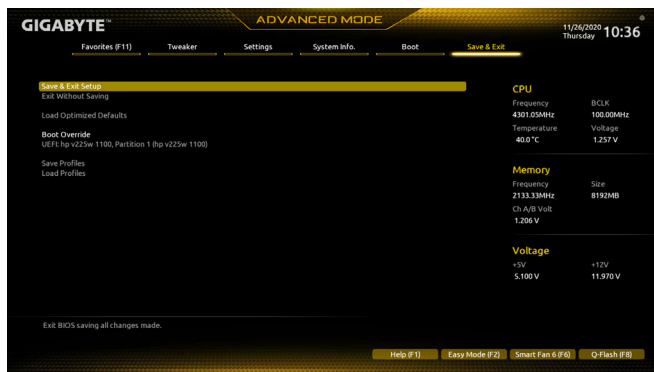 GIGABYTE™
ADVANCED MODE
11/26/2020
Thursday
10:36
Favorites (F11) Tweaker Settings System Info. Boot Save & Exit
Save & Exit Setup
Exit Without Saving
Load Optimized Defaults
Boot Override
UEFI: hp v225w 1100, Partition 1 (hp v225w 1100)
Save Profiles
Load Profiles
CPU
Frequency BCLK
4301.05MHz 100.00MHz
Temperature Voltage
40.0 °C 1.257 V
Memory
Frequency Size
2133.33MHz 8192MB
Ch A/B Volt
1.206 V
Voltage
+5V +12V
5.100 V 11.970 V
Exit BIOS saving all changes made.
Help (F1) Easy Mode (F2) Smart Fan 6 (F6) Q-Flash (F8)